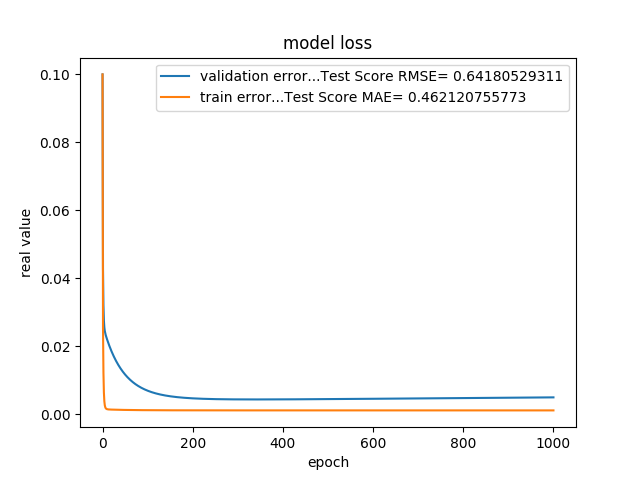 model loss
validation error...Test Score RMSE= 0.64180529311
train error...Test Score MAE= 0.462120755773
real value
0.10
0.08
0.06
0.04
0.02
0.00
0 200 400 600 800 1000
epoch